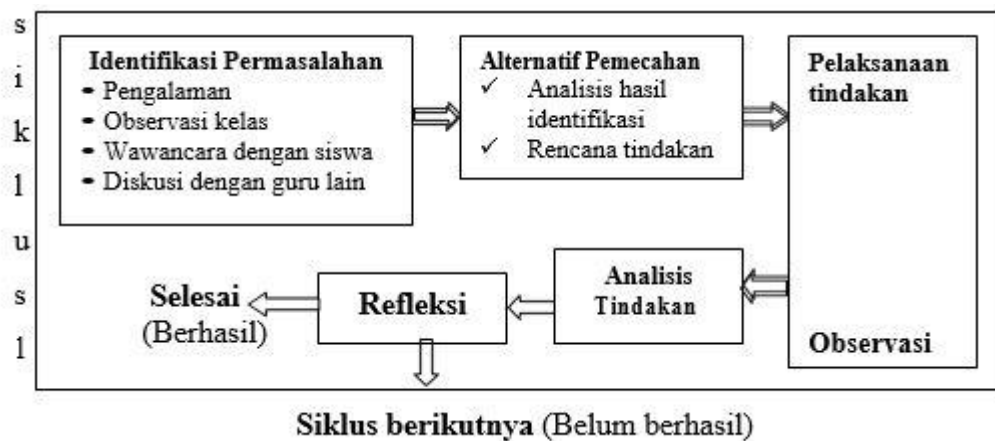 s
i
k
l
u
s
l
Identifikasi Permasalahan
• Pengalaman
• Observasi kelas
• Wawancara dengan siswa
• Diskusi dengan guru lain
Alternatif Pemecahan
✓ Analisis hasil
identifikasi
✓ Rencana tindakan
Pelaksanaan
tindakan
Observasi
Analisis
Tindakan
Refleksi
Selesai
(Berhasil)
Siklus berikutnya (Belum berhasil)